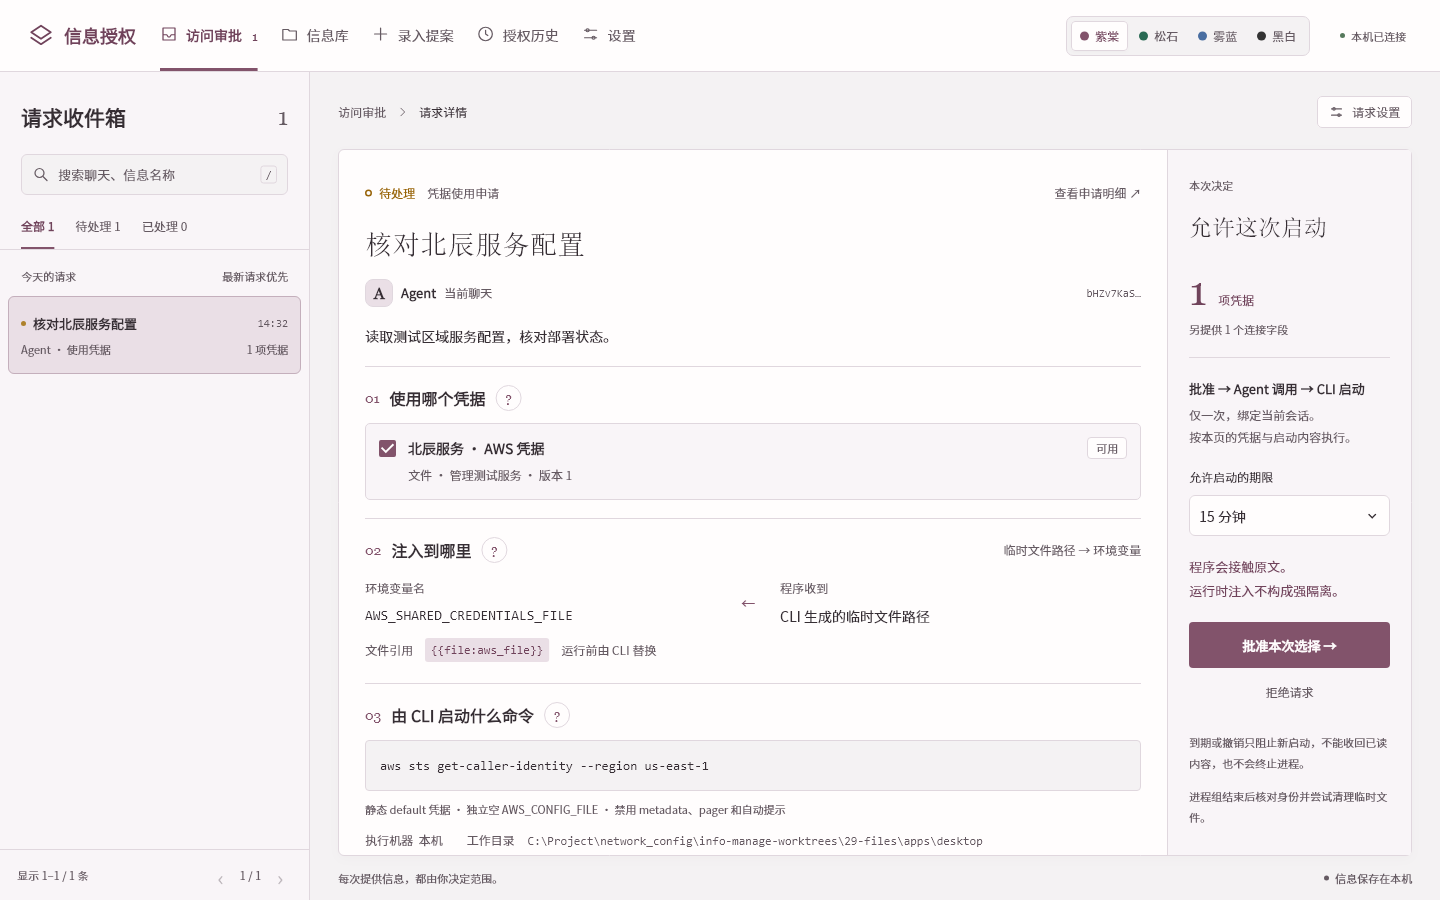 信息授权
访问审批 1
信息库
录入提案
授权历史
设置
紫棠
松石
雾蓝
黑白
本机已连接
请求收件箱 1
搜索聊天、信息名称 /
全部 1 待处理 1 已处理 0
今天的请求 最新请求优先
核对北辰服务配置 14:32
Agent · 使用凭据 1 项凭据
显示 1–1 / 1 条 ‹ 1 / 1 ›
访问审批 > 请求详情
请求设置
待处理 凭据使用申请 查看申请明细 ↗
核对北辰服务配置
A Agent 当前聊天 bHZv7KaS…
读取测试区域服务配置，核对部署状态。
01 使用哪个凭据 ?
北辰服务 · AWS 凭据 可用
文件 · 管理测试服务 · 版本 1
02 注入到哪里 ? 临时文件路径 → 环境变量
环境变量名 ← 程序收到
AWS_SHARED_CREDENTIALS_FILE CLI 生成的临时文件路径
文件引用 {{file:aws_file}} 运行前由 CLI 替换
03 由 CLI 启动什么命令 ?
aws sts get-caller-identity --region us-east-1
静态 default 凭据 · 独立空 AWS_CONFIG_FILE · 禁用 metadata、pager 和自动提示
执行机器 本机 工作目录 C:\Project\network_config\info-manage-worktrees\29-files\apps\desktop
本次决定
允许这次启动
1 项凭据
另提供 1 个连接字段
批准 → Agent 调用 → CLI 启动
仅一次，绑定当前会话。
按本页的凭据与启动内容执行。
允许启动的期限
15 分钟
程序会接触原文。
运行时注入不构成强隔离。
批准本次选择 →
拒绝请求
到期或撤销只阻止新启动，不能收回已读
内容，也不会终止进程。
进程组结束后核对身份并尝试清理临时文
件。
每次提供信息，都由你决定范围。
信息保存在本机